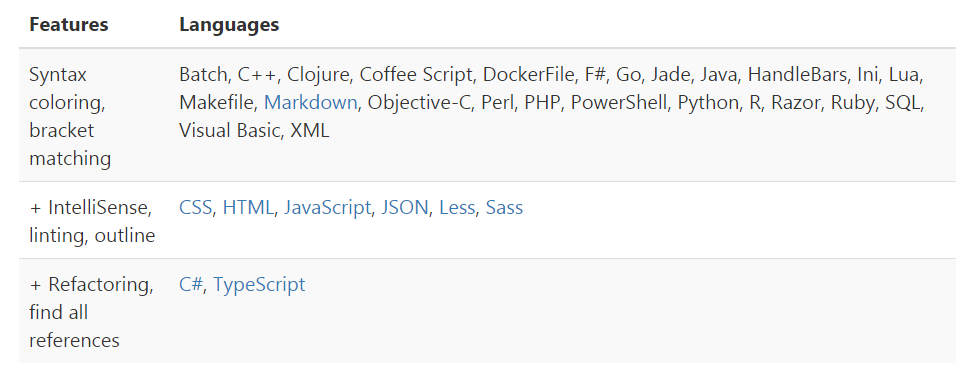 Features Languages
Syntax coloring, bracket matching
Batch, C++, Clojure, Coffee Script, DockerFile, F#, Go, Jade, Java, HandleBars, Ini, Lua,
Makefile, Markdown, Objective-C, Perl, PHP, PowerShell, Python, R, Razor, Ruby, SQL,
Visual Basic, XML
+ IntelliSense,
linting, outline
CSS, HTML, JavaScript, JSON, Less, Sass
+ Refactoring,
find all
references
C#, TypeScript